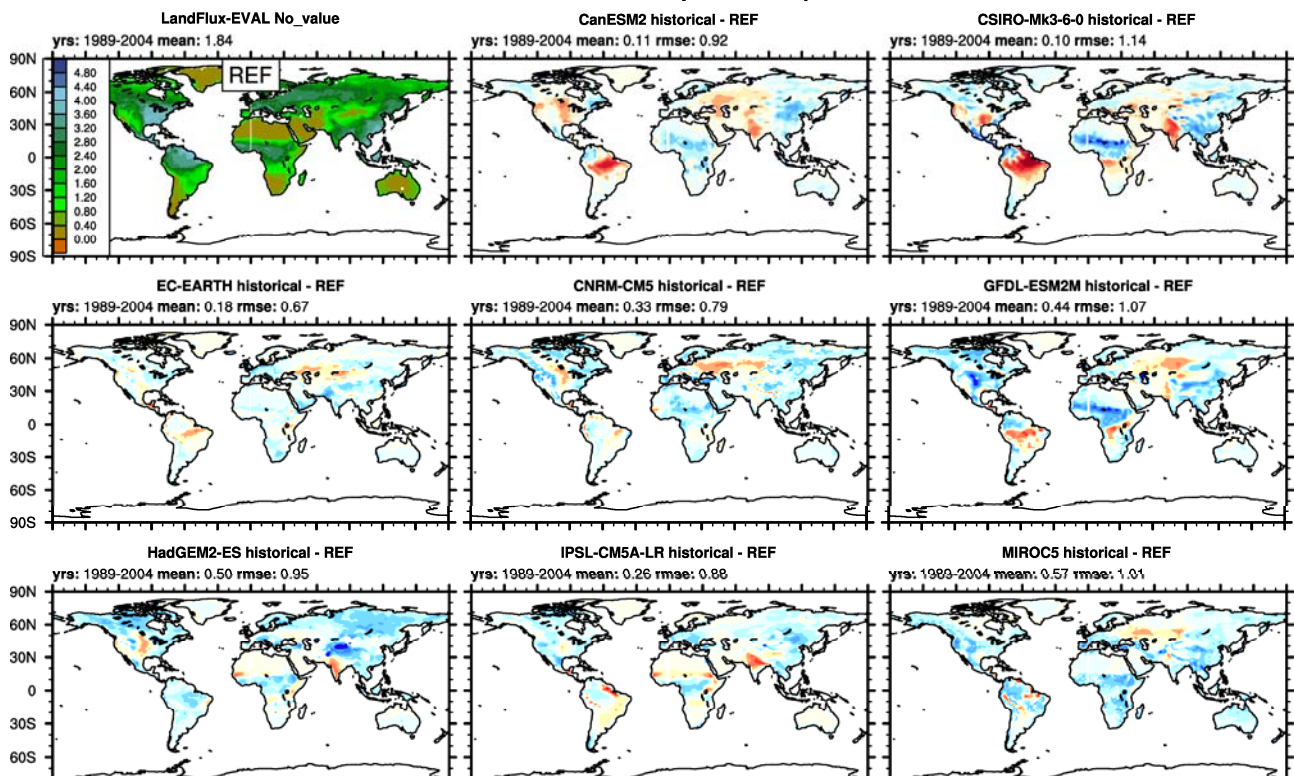 LandFlux-EVAL No_value
CanESM2 historical - REF
CSIRO-Mk3-6-0 historical - REF
yrs: 1989-2004 mean: 1.84
yrs: 1989-2004 mean: 0.11 rmse: 0.92
yrs: 1989-2004 mean: 0.10 rmse: 1.14
90N
60N
30N
0
30S
60S
90S
4.80
4.40
4.00
3.60
3.20
2.80
2.40
2.00
1.60
1.20
0.80
0.40
0.00
REF
EC-EARTH historical - REF
CNRM-CM5 historical - REF
GFDL-ESM2M historical - REF
yrs: 1989-2004 mean: 0.18 rmse: 0.67
yrs: 1989-2004 mean: 0.33 rmse: 0.79
yrs: 1989-2004 mean: 0.44 rmse: 1.07
90N
60N
30N
0
30S
60S
90S
HadGEM2-ES historical - REF
IPSL-CM5A-LR historical - REF
MIROC5 historical - REF
yrs: 1989-2004 mean: 0.50 rmse: 0.95
yrs: 1989-2004 mean: 0.26 rmse: 0.88
yrs: 1989-2004 mean: 0.57 rmse: 1.01
90N
60N
30N
0
30S
60S